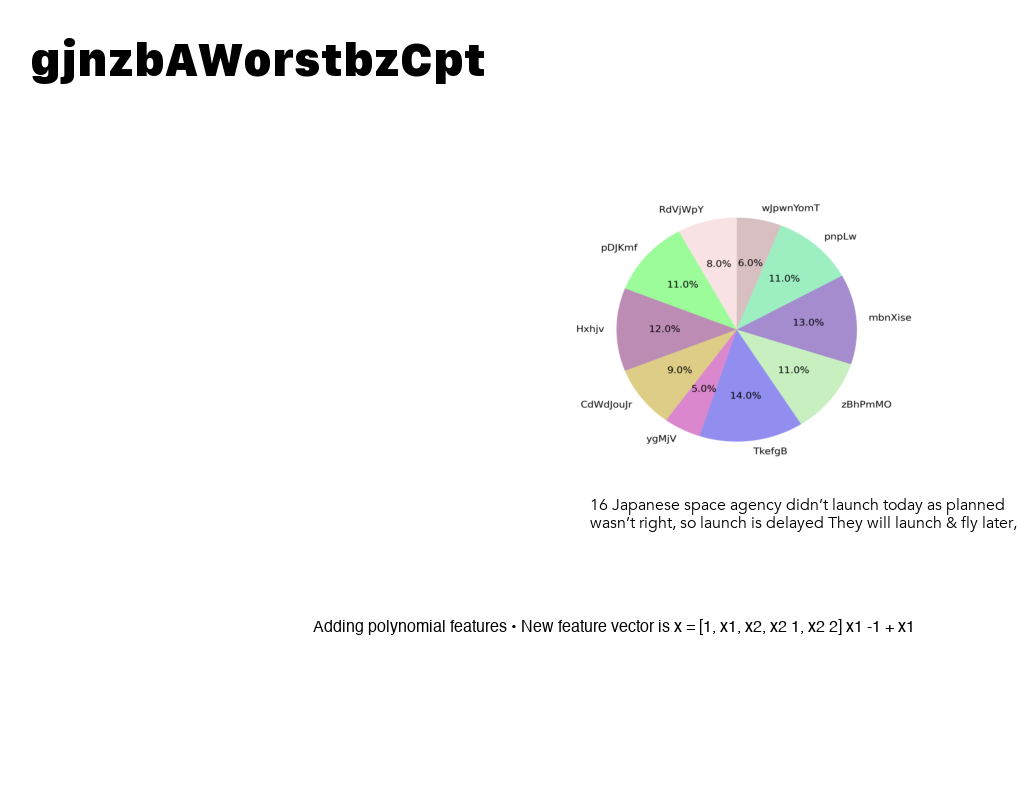 gjnzbAWorstbzCpt
RdVjWpY
wJpwnYomT
pDJKmf
pnpLw
8.0%
6.0%
11.0%
11.0%
Hxhjv
12.0%
13.0%
mbnXise
9.0%
11.0%
5.0%
14.0%
CdWdJouJr
zBhPmMO
ygMjV
TkefgB
16 Japanese space agency didn’t launch today as planned
wasn’t right, so launch is delayed They will launch & fly later,
Adding polynomial features • New feature vector is x = [1, x1, x2, x2 1, x2 2] x1 -1 + x1